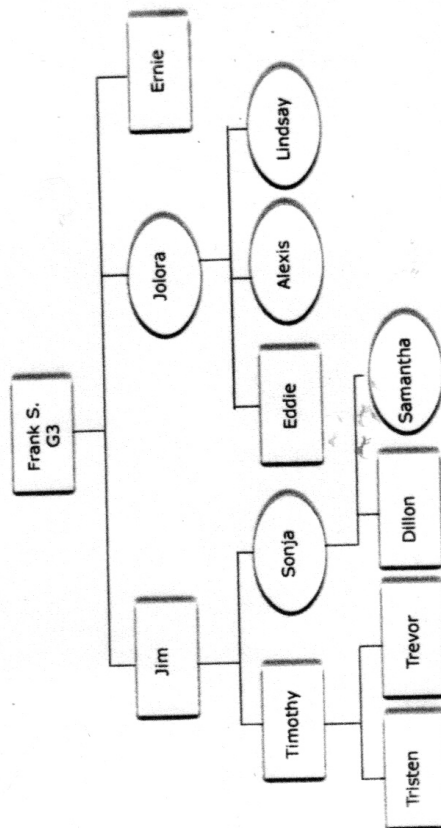 Frank S.
G3
Jim
Jolora
Ernie
Timothy
Sonja
Eddie
Alexis
Lindsay
Tristen
Trevor
Dillon
Samantha